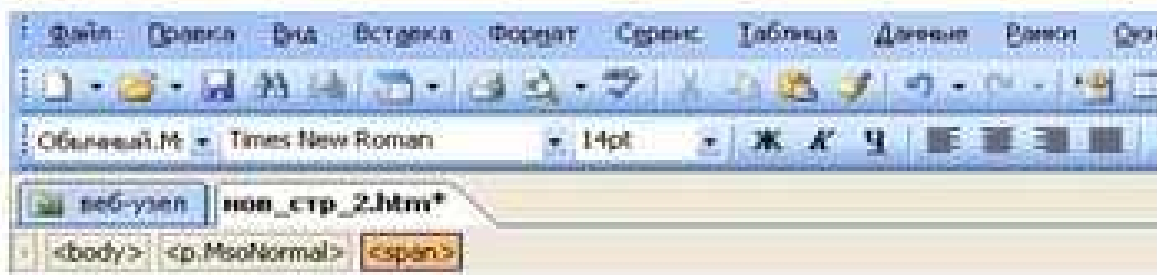 Файл Правка Вид Вставка Формат Сервис Таблица Данные Рамки
Обычный.Ms Times New Roman 14pt Ж К Ч
веб-узел нов_стр_2.htm*
<body> <p.MsoNormal> <span>